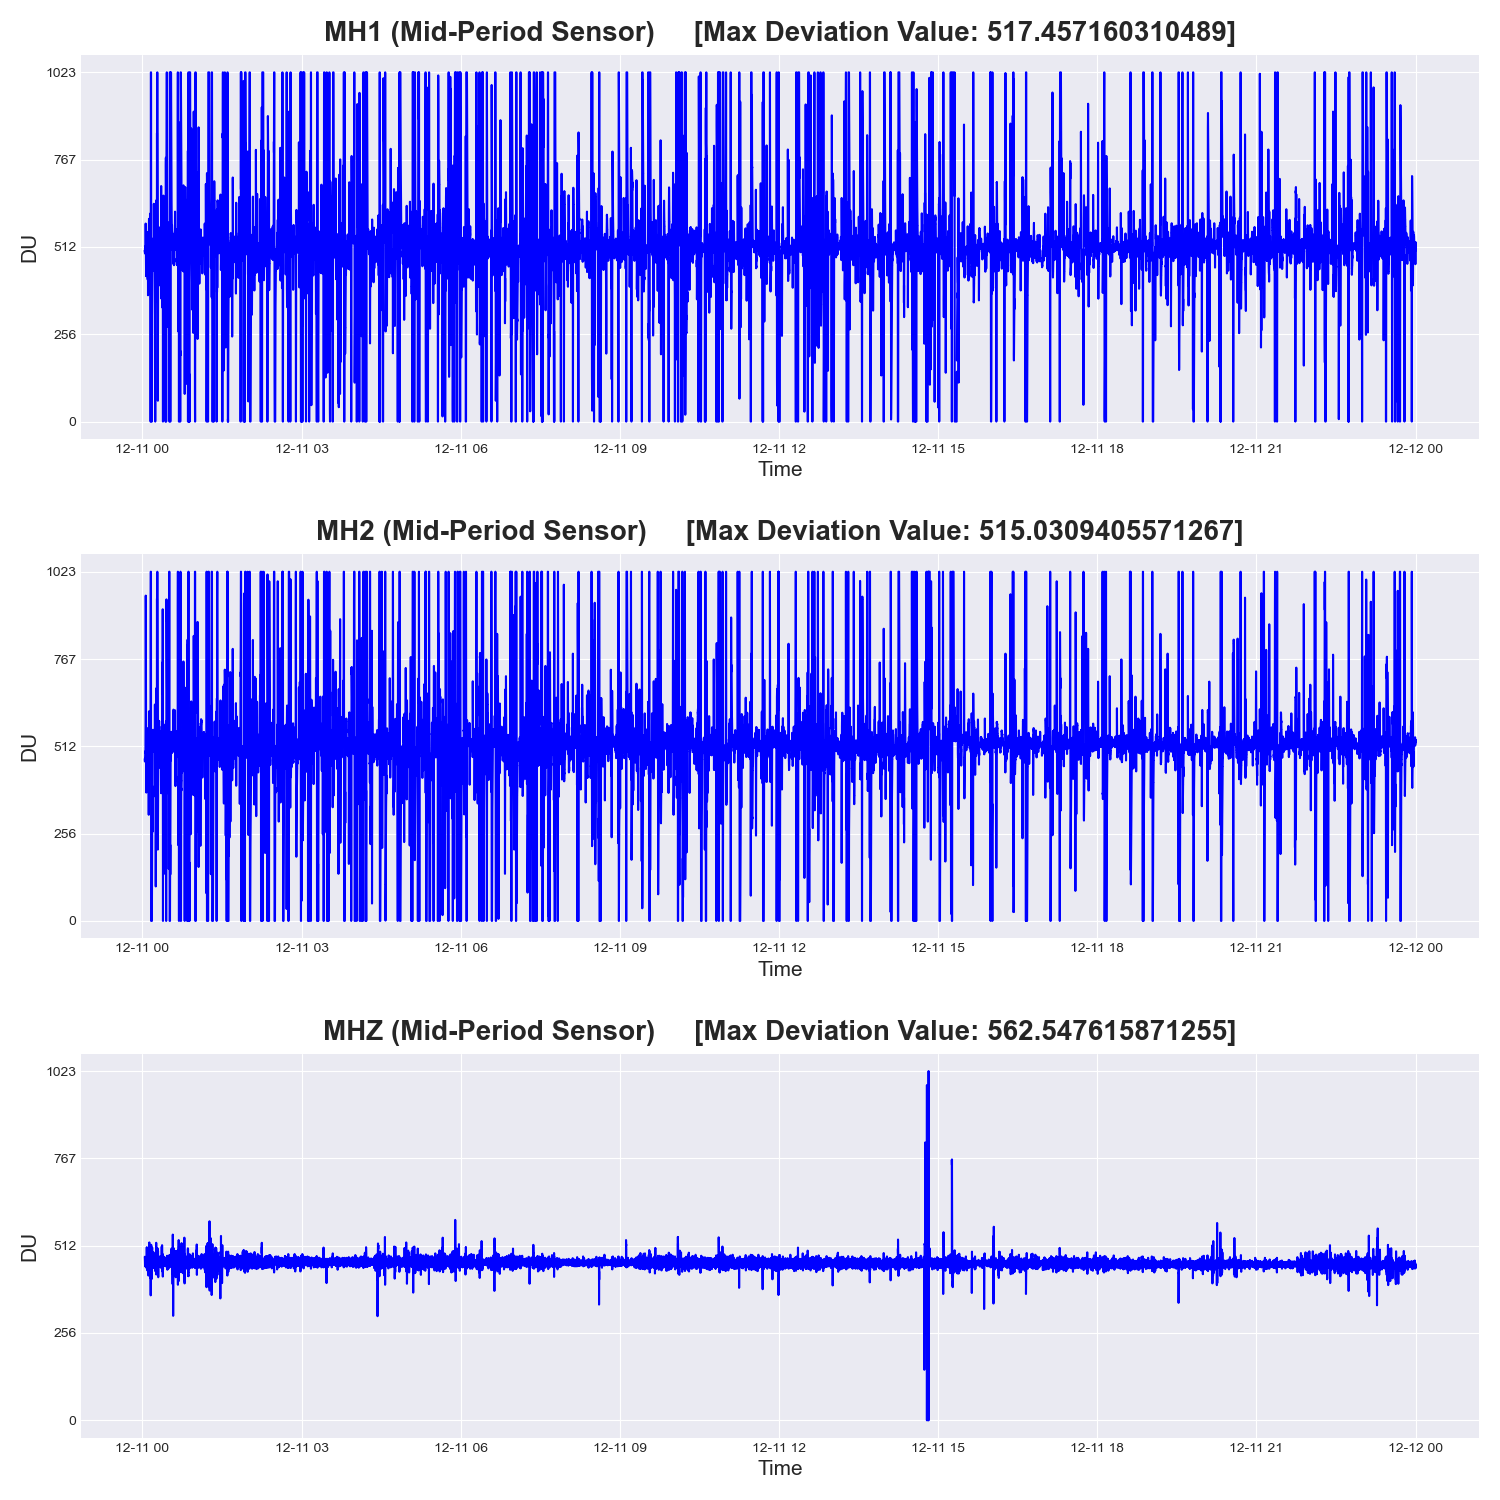 MH1 (Mid-Period Sensor)     [Max Deviation Value: 517.457160310489]
1023
767
512
256
0
DU
12-11 00 12-11 03 12-11 06 12-11 09 12-11 12 12-11 15 12-11 18 12-11 21 12-12 00
Time
MH2 (Mid-Period Sensor)     [Max Deviation Value: 515.0309405571267]
1023
767
512
256
0
DU
12-11 00 12-11 03 12-11 06 12-11 09 12-11 12 12-11 15 12-11 18 12-11 21 12-12 00
Time
MHZ (Mid-Period Sensor)     [Max Deviation Value: 562.547615871255]
1023
767
512
256
0
DU
12-11 00 12-11 03 12-11 06 12-11 09 12-11 12 12-11 15 12-11 18 12-11 21 12-12 00
Time